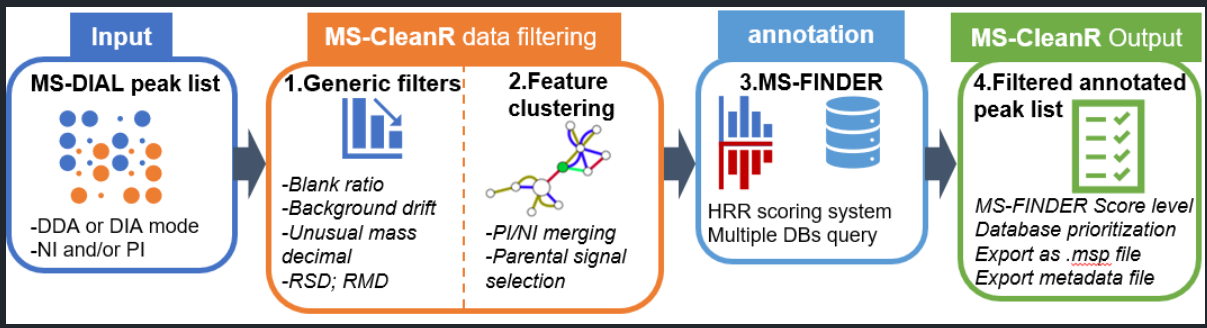 Input
MS-DIAL peak list
-DDA or DIA mode
-NI and/or PI
MS-CleanR data filtering
1.Generic filters
-Blank ratio
-Background drift
-Unusual mass
decimal
-RSD; RMD
2.Feature
clustering
-PI/NI merging
-Parental signal
selection
annotation
3.MS-FINDER
HRR scoring system
Multiple DBs query
MS-CleanR Output
4.Filtered annotated
peak list
MS-FINDER Score level
Database prioritization
Export as .msp file
Export metadata file